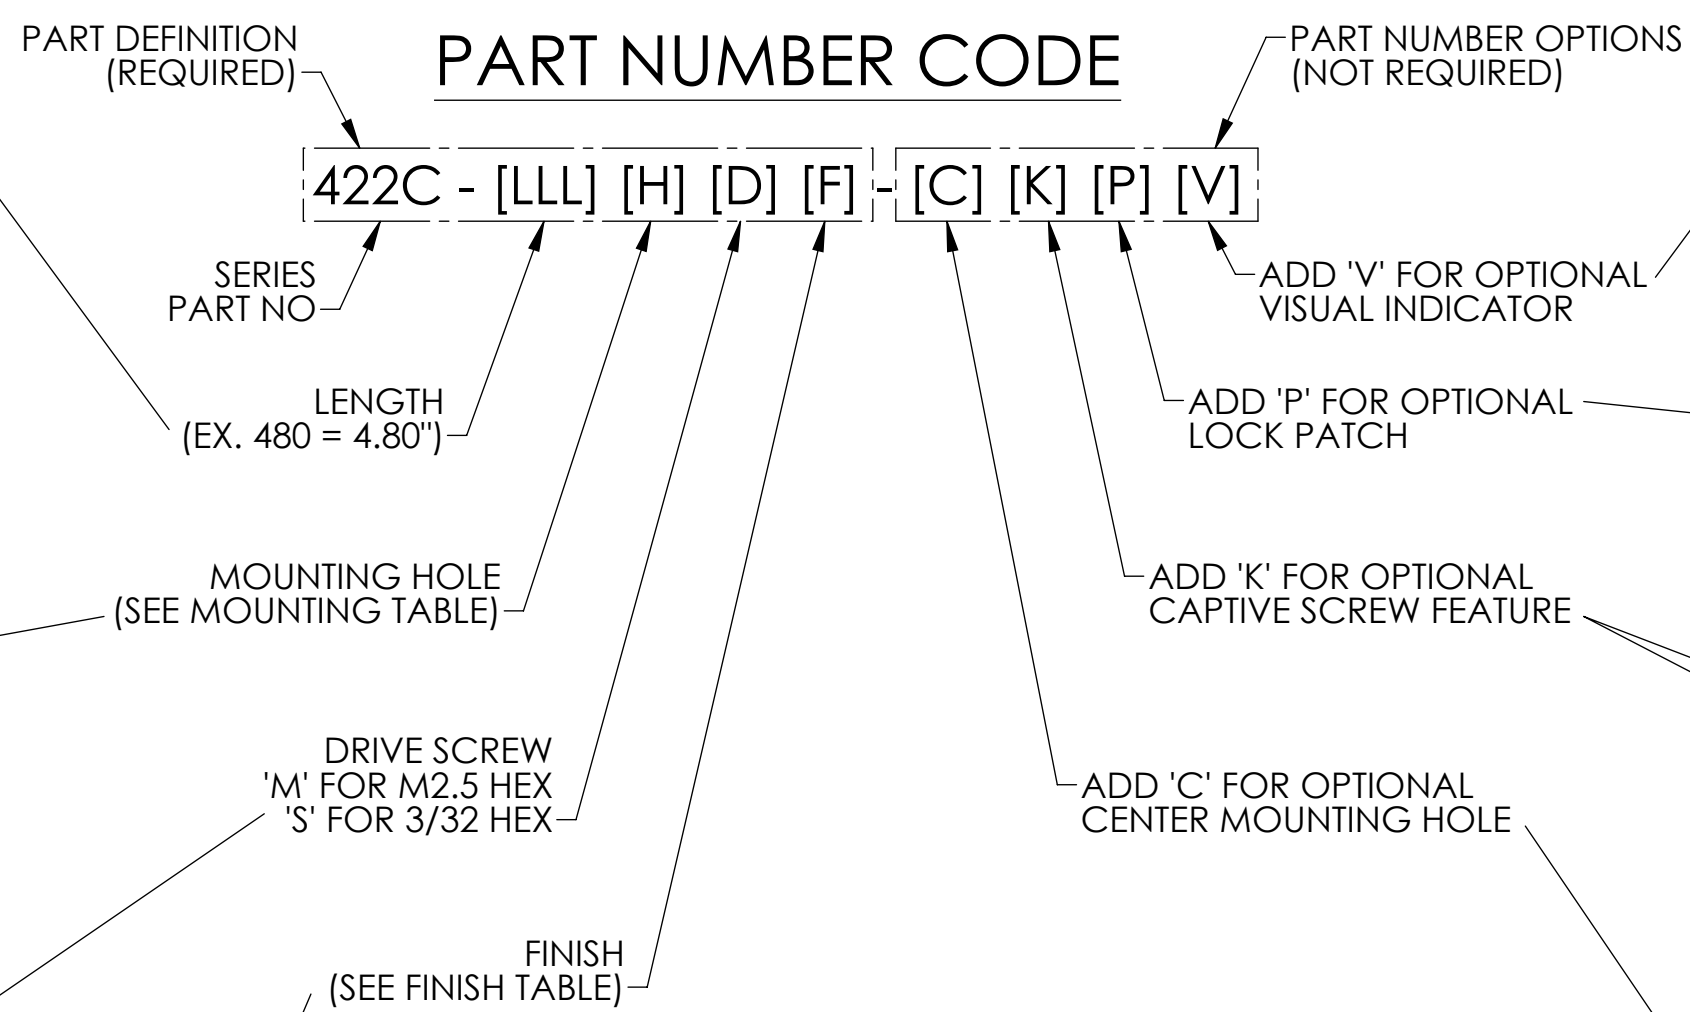 PART DEFINITION
(REQUIRED)
PART NUMBER CODE
PART NUMBER OPTIONS
(NOT REQUIRED)
422C - [LLL] [H] [D] [F] - [C] [K] [P] [V]
SERIES
PART NO
ADD 'V' FOR OPTIONAL
VISUAL INDICATOR
LENGTH
(EX. 480 = 4.80")
ADD 'P' FOR OPTIONAL
LOCK PATCH
MOUNTING HOLE
(SEE MOUNTING TABLE)
ADD 'K' FOR OPTIONAL
CAPTIVE SCREW FEATURE
DRIVE SCREW
'M' FOR M2.5 HEX
'S' FOR 3/32 HEX
ADD 'C' FOR OPTIONAL
CENTER MOUNTING HOLE
FINISH
(SEE FINISH TABLE)